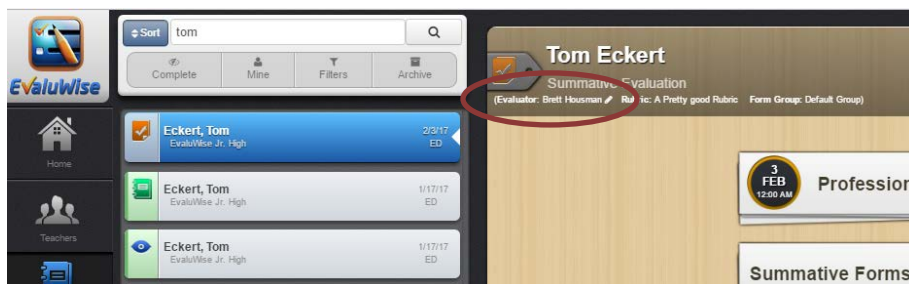 EvaluWise
Home
Teachers
Sort
tom
Complete
Mine
Filters
Archive
Eckert, Tom
2/3/17
EvaluWise Jr. High
ED
Eckert, Tom
1/17/17
EvaluWise Jr. High
ED
Eckert, Tom
1/17/17
EvaluWise Jr. High
ED
Tom Eckert
Summative Evaluation
(Evaluator: Brett Housman Rubric: A Pretty good Rubric Form Group: Default Group)
3
FEB
12:00 AM
Profession
Summative Forms